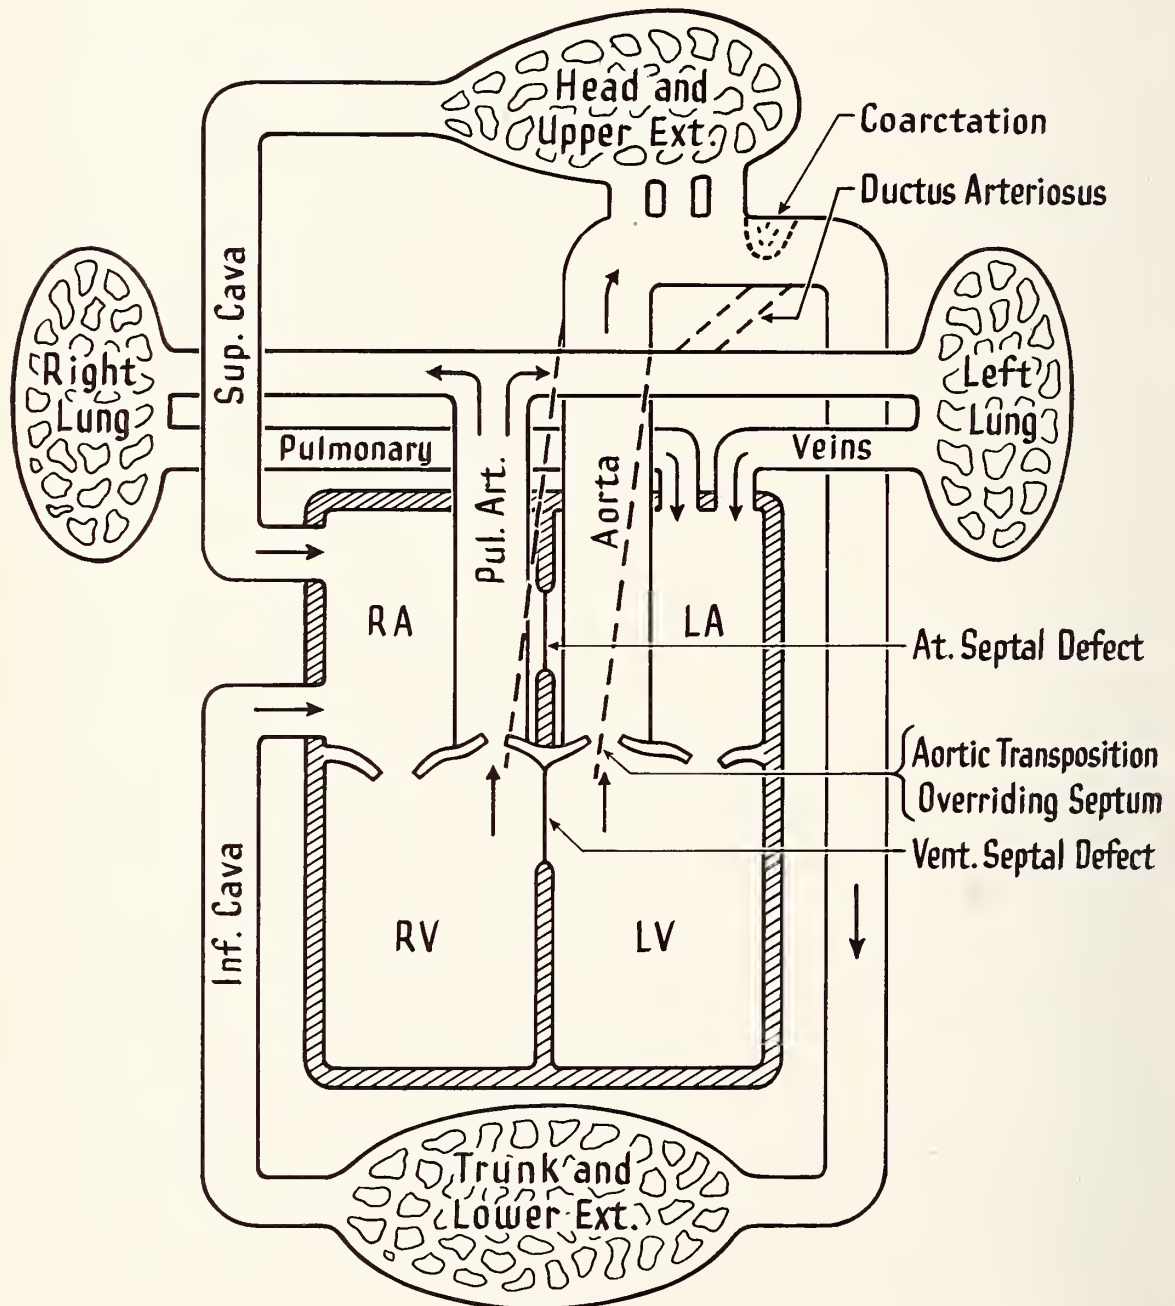 Head and
Upper Ext.
Coarctation
Ductus Arteriosus
Sup. Cava
Right
Lung
Left
Lung
Pulmonary
Veins
Pul. Art.
Aorta
RA
LA
At. Septal Defect
Aortic Transposition
Overriding Septum
Vent. Septal Defect
Inf. Cava
RV
LV
Trunk and
Lower Ext.